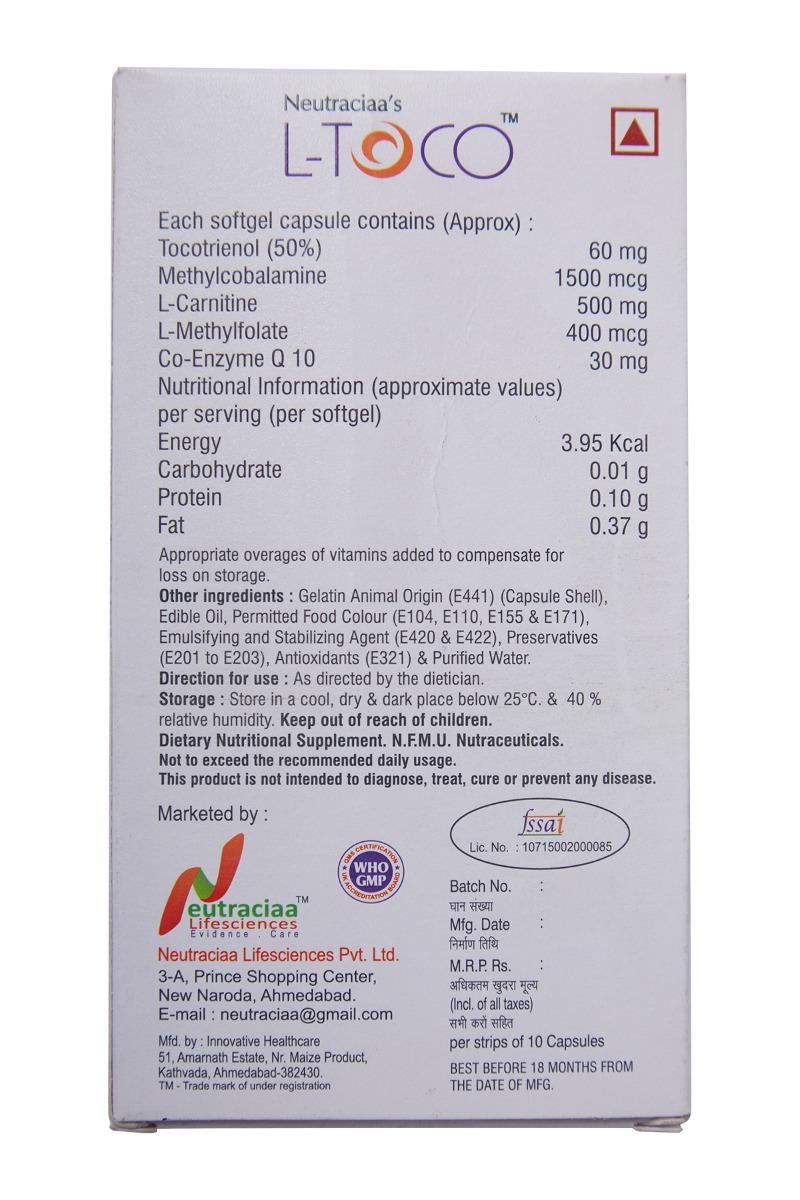 Neutraciaa's
L-TOCO™
Each softgel capsule contains (Approx) :
Tocotrienol (50%) 60 mg
Methylcobalamine 1500 mcg
L-Carnitine 500 mg
L-Methylfolate 400 mcg
Co-Enzyme Q 10 30 mg
Nutritional Information (approximate values)
per serving (per softgel)
Energy 3.95 Kcal
Carbohydrate 0.01 g
Protein 0.10 g
Fat 0.37 g
Appropriate overages of vitamins added to compensate for
loss on storage.
Other ingredients : Gelatin Animal Origin (E441) (Capsule Shell),
Edible Oil, Permitted Food Colour (E104, E110, E155 & E171),
Emulsifying and Stabilizing Agent (E420 & E422), Preservatives
(E201 to E203), Antioxidants (E321) & Purified Water.
Direction for use : As directed by the dietician.
Storage : Store in a cool, dry & dark place below 25°C. & 40 %
relative humidity. Keep out of reach of children.
Dietary Nutritional Supplement. N.F.M.U. Nutraceuticals.
Not to exceed the recommended daily usage.
This product is not intended to diagnose, treat, cure or prevent any disease.
Marketed by :
Neutraciaa™
Lifesciences
Evidence . Care
QMS CERTIFICATION
WHO
GMP
UK ACCREDITATION BOARD
Neutraciaa Lifesciences Pvt. Ltd.
3-A, Prince Shopping Center,
New Naroda, Ahmedabad.
E-mail : neutraciaa@gmail.com
Mfd. by : Innovative Healthcare
51, Amarnath Estate, Nr. Maize Product,
Kathvada, Ahmedabad-382430.
TM - Trade mark of under registration
fssai
Lic. No. : 10715002000085
Batch No. :
घान संख्या
Mfg. Date :
निर्माण तिथि
M.R.P. Rs. :
अधिकतम खुदरा मूल्य
(Incl. of all taxes)
सभी करों सहित
per strips of 10 Capsules
BEST BEFORE 18 MONTHS FROM
THE DATE OF MFG.